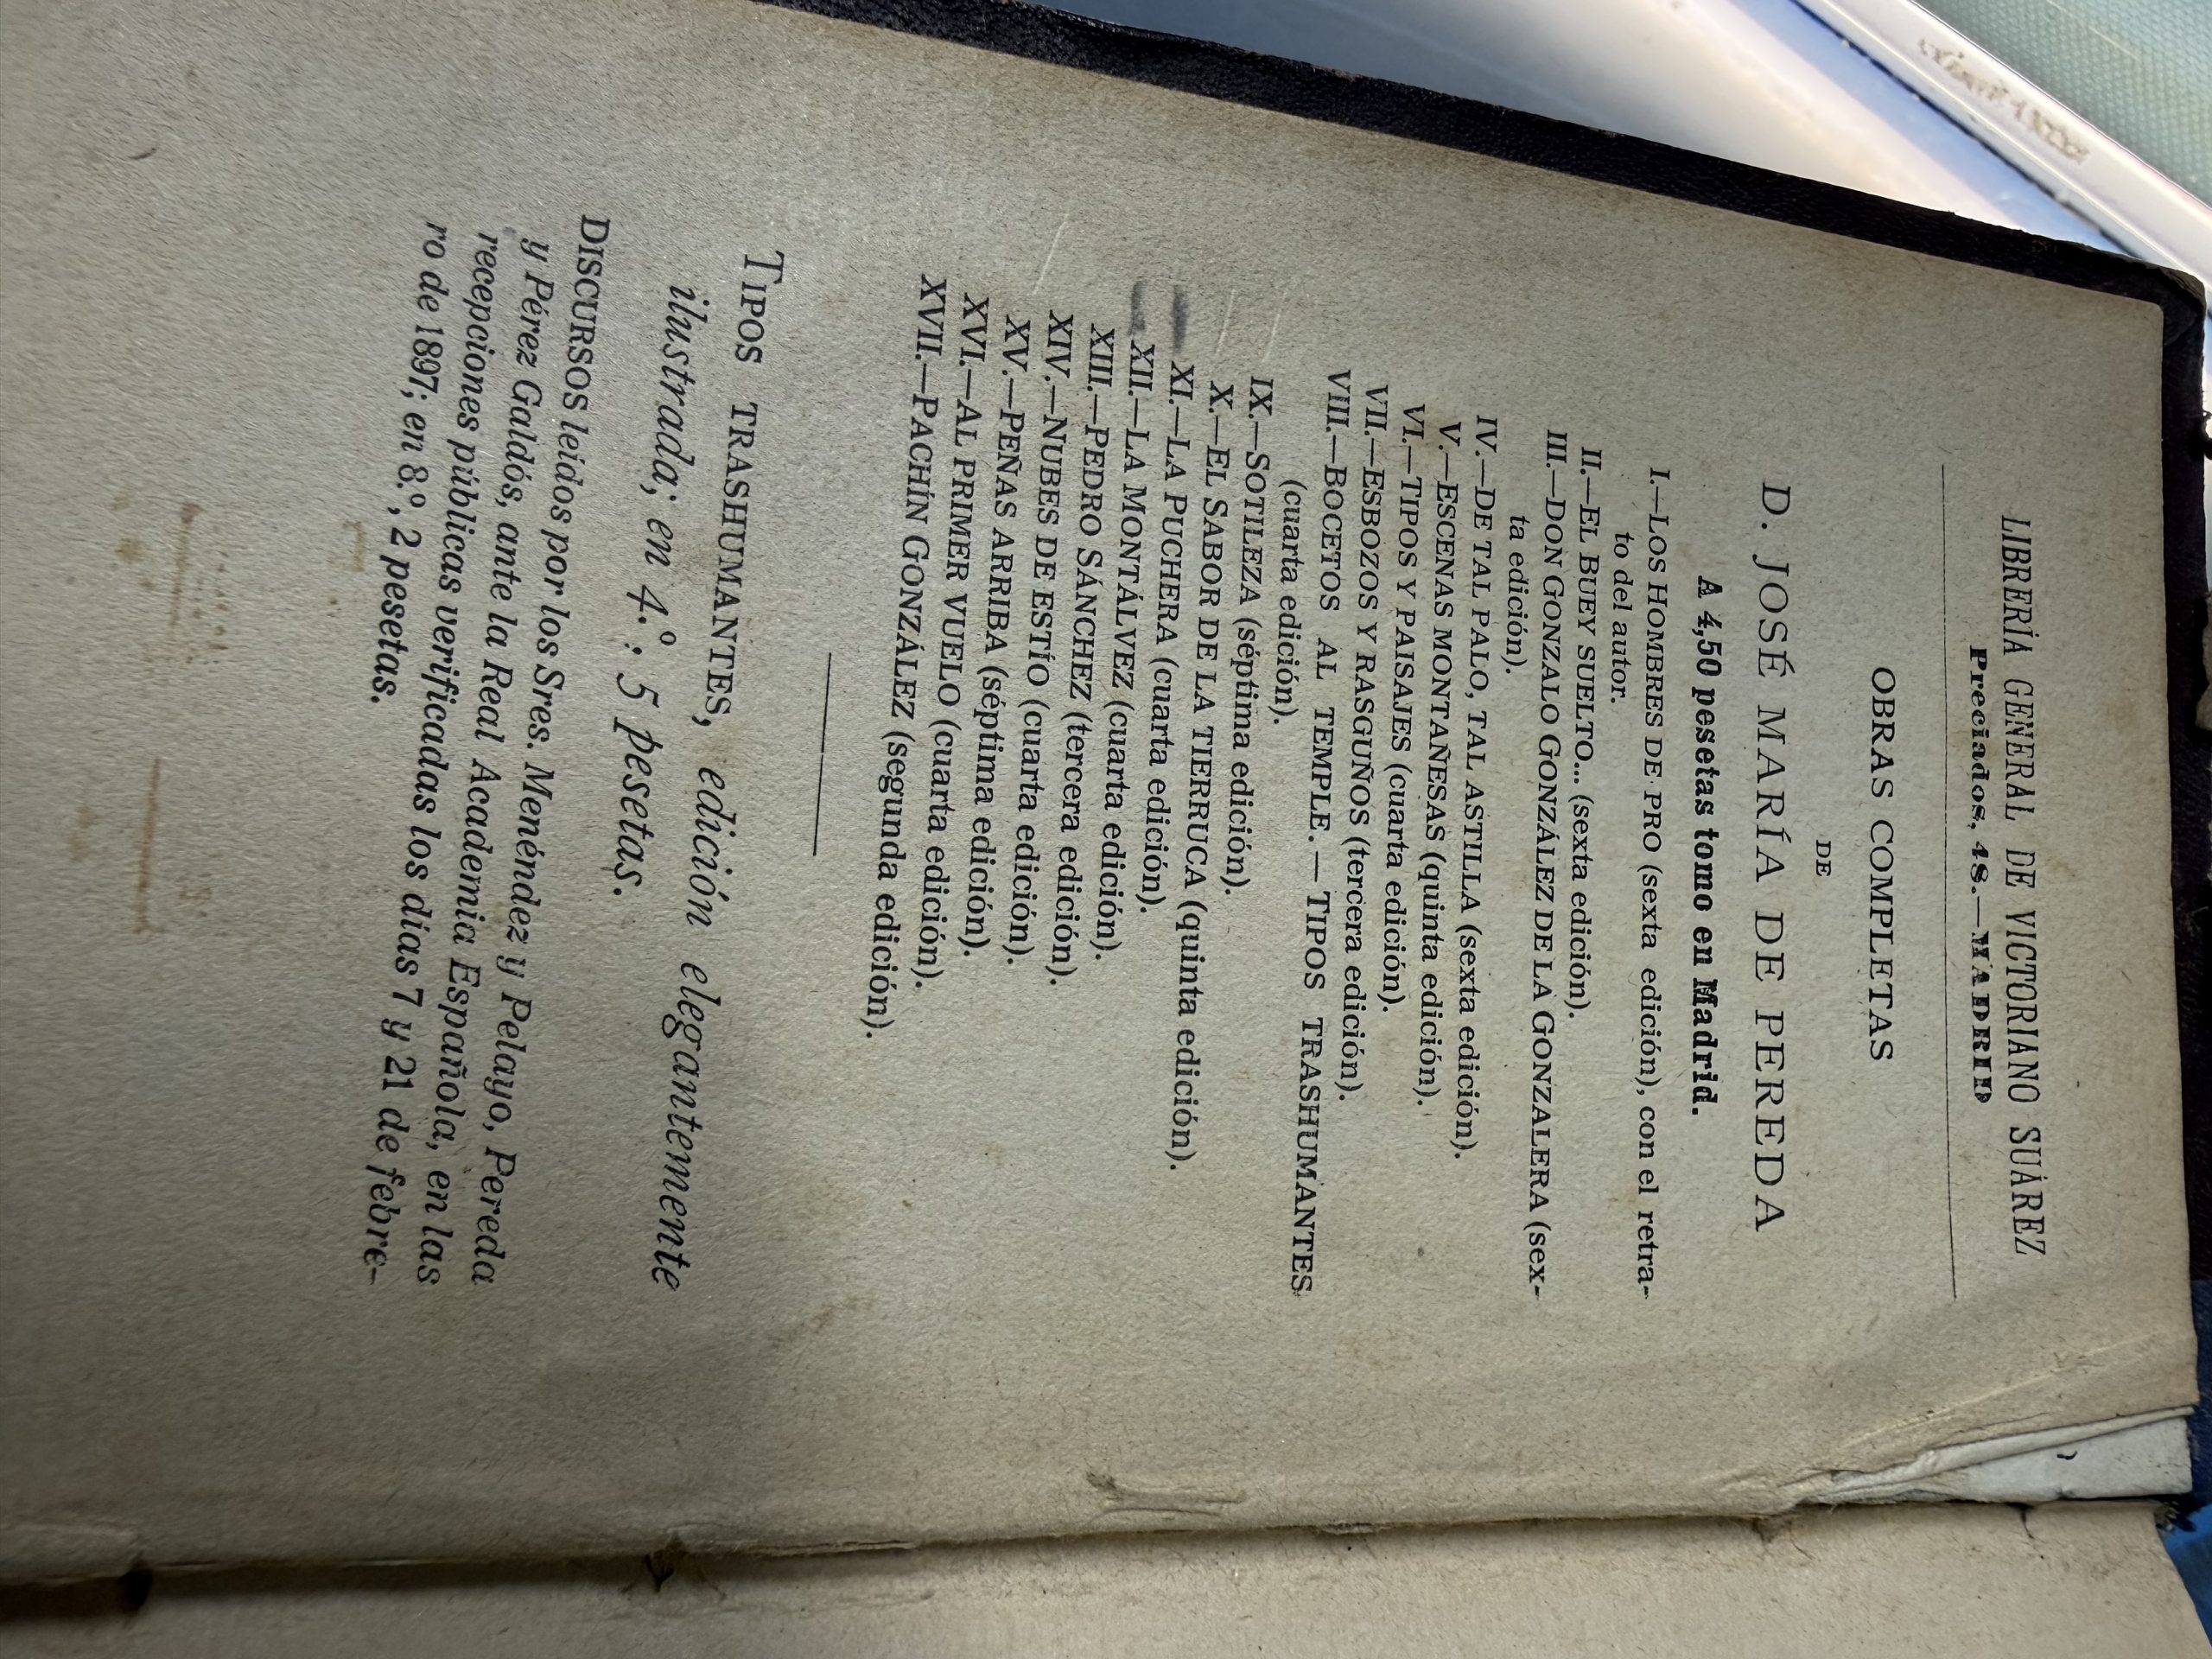 LIBRERÍA GENERAL DE VICTORIANO SUÁREZ
Preciados, 48.—MADRID
OBRAS COMPLETAS
DE
D. JOSÉ MARÍA DE PEREDA
A 4,50 pesetas tomo en Madrid.
I.—LOS HOMBRES DE PRO (sexta edición), con el retra-
to del autor.
II.—EL BUEY SUELTO... (sexta edición).
III.—DON GONZALO GONZÁLEZ DE LA GONZALERA (sex-
ta edición).
IV.—DE TAL PALO, TAL ASTILLA (sexta edición).
V.—ESCENAS MONTAÑESAS (quinta edición).
VI.—TIPOS Y PAISAJES (cuarta edición).
VII.—ESBOZOS Y RASGUÑOS (tercera edición).
VIII.—BOCETOS AL TEMPLE.—TIPOS TRASHUMANTES
(cuarta edición).
IX.—SOTILEZA (séptima edición).
X.—EL SABOR DE LA TIERRUCA (quinta edición).
XI.—LA PUCHERA (cuarta edición).
XII.—LA MONTÁLVEZ (cuarta edición).
XIII.—PEDRO SÁNCHEZ (tercera edición).
XIV.—NUBES DE ESTÍO (cuarta edición).
XV.—PEÑAS ARRIBA (séptima edición).
XVI.—AL PRIMER VUELO (cuarta edición).
XVII.—PACHÍN GONZÁLEZ (segunda edición).
TIPOS TRASHUMANTES, edición elegantemente
ilustrada; en 4.º: 5 pesetas.
DISCURSOS leídos por los Sres. Menéndez y Pelayo, Pereda
y Pérez Galdós, ante la Real Academia Española, en las
recepciones públicas verificadas los días 7 y 21 de febre-
ro de 1897; en 8.º, 2 pesetas.